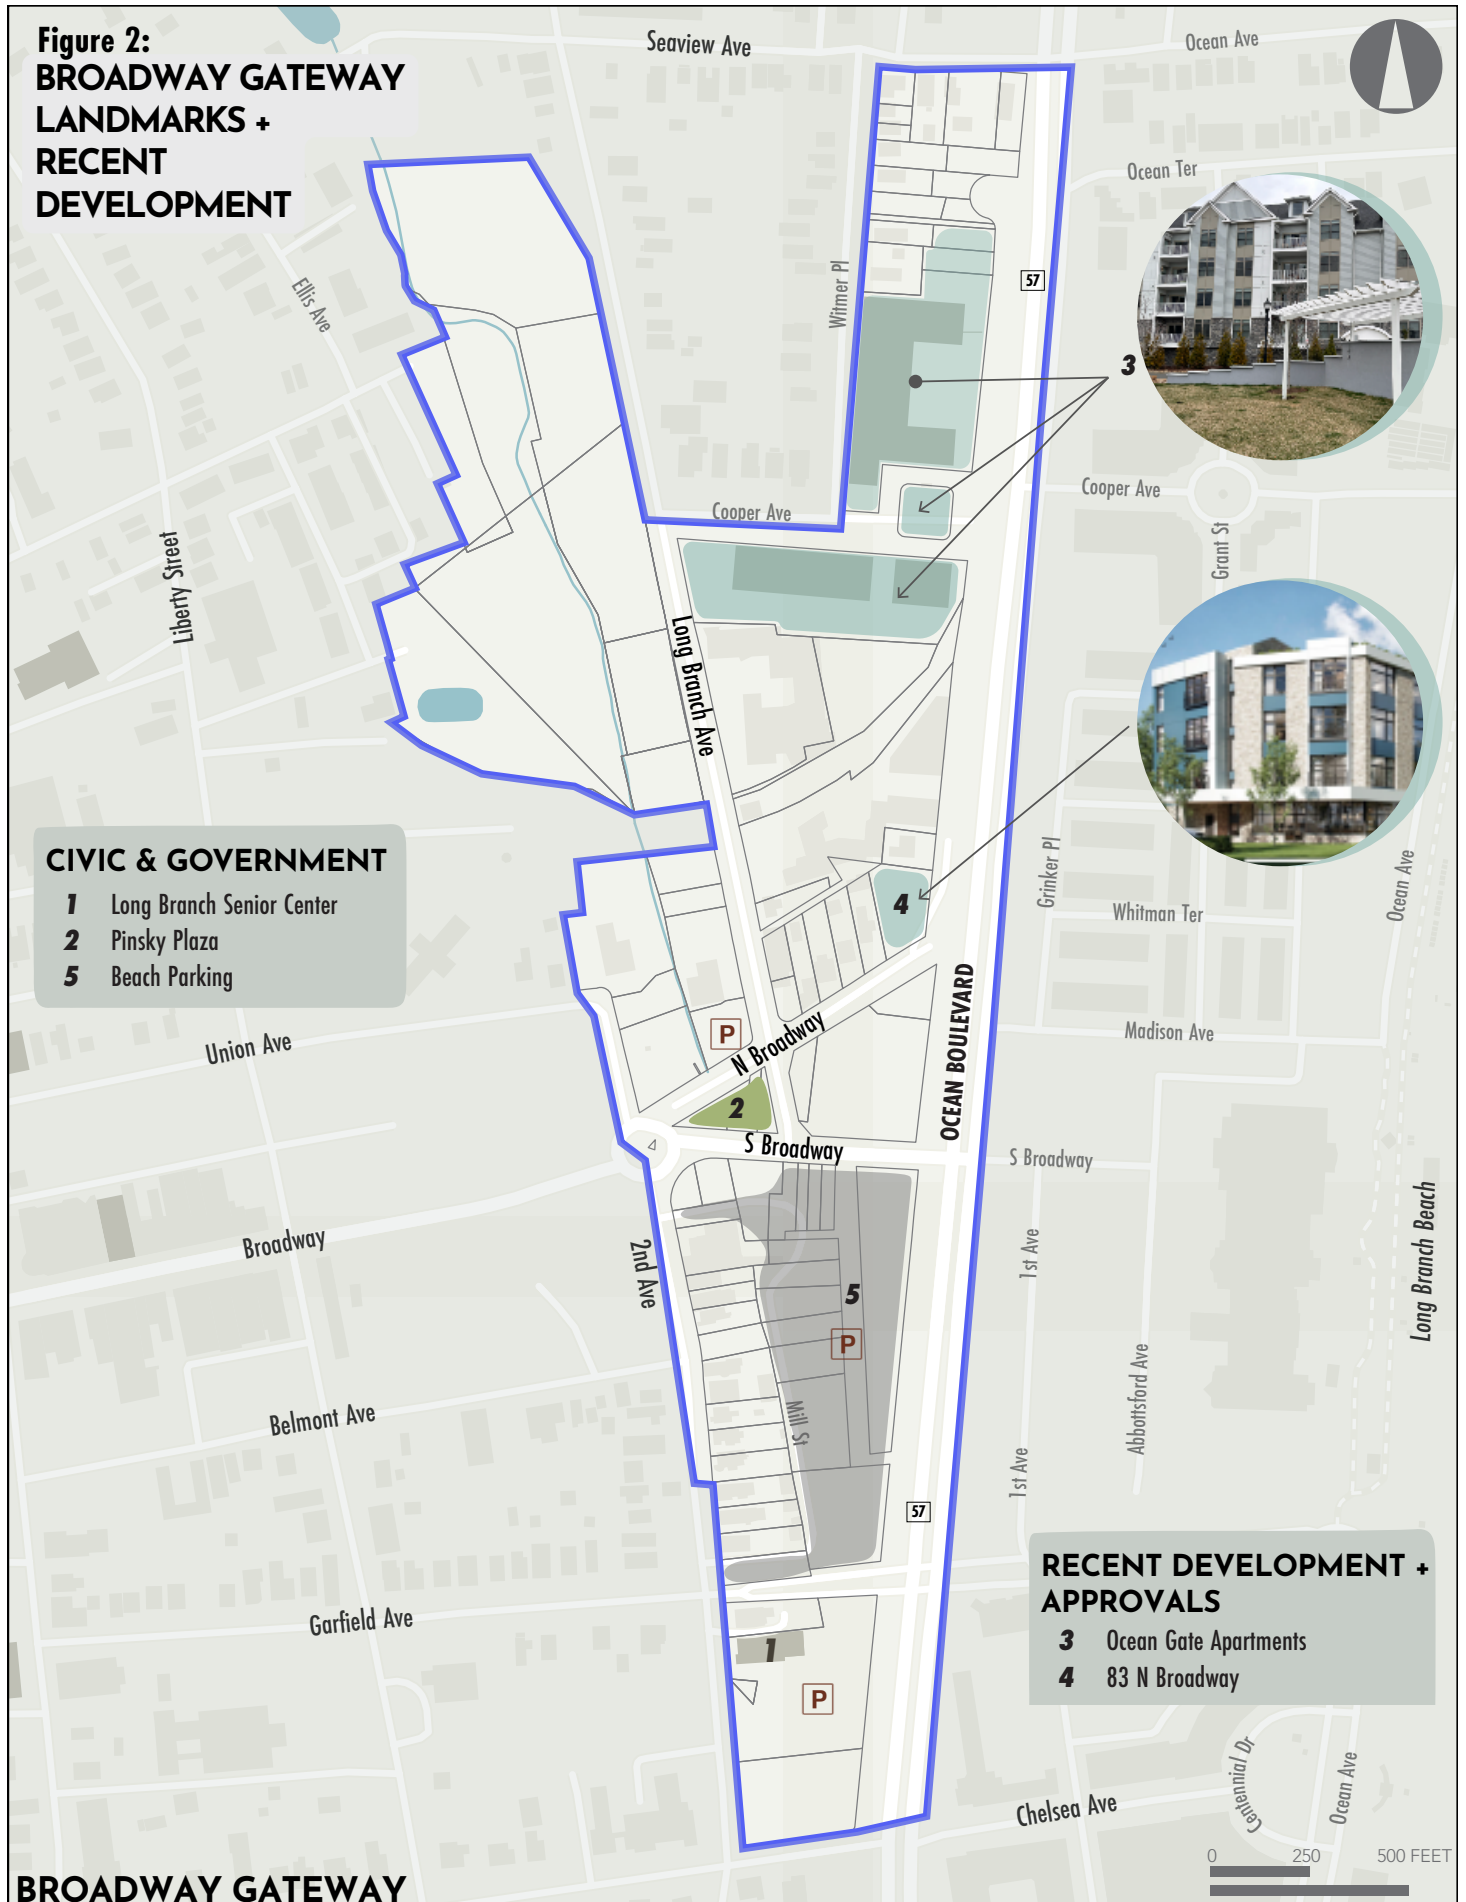 Figure 2:
BROADWAY GATEWAY
LANDMARKS +
RECENT
DEVELOPMENT
Seaview Ave
Ocean Ave
Ocean Ter
Ellis Ave
Witmer Pl
57
3
Cooper Ave
Cooper Ave
Grant St
Liberty Street
Long Branch Ave
CIVIC & GOVERNMENT
1 Long Branch Senior Center
2 Pinsky Plaza
5 Beach Parking
4
Grinker Pl
Whitman Ter
Ocean Ave
Union Ave
P
N Broadway
OCEAN BOULEVARD
Madison Ave
2
S Broadway
S Broadway
Broadway
2nd Ave
1st Ave
Long Branch Beach
5
P
Mill St
Belmont Ave
Abbottsford Ave
1st Ave
57
RECENT DEVELOPMENT +
APPROVALS
3 Ocean Gate Apartments
4 83 N Broadway
Garfield Ave
1
P
Centennial Dr
Ocean Ave
Chelsea Ave
0 250 500 FEET
BROADWAY GATEWAY